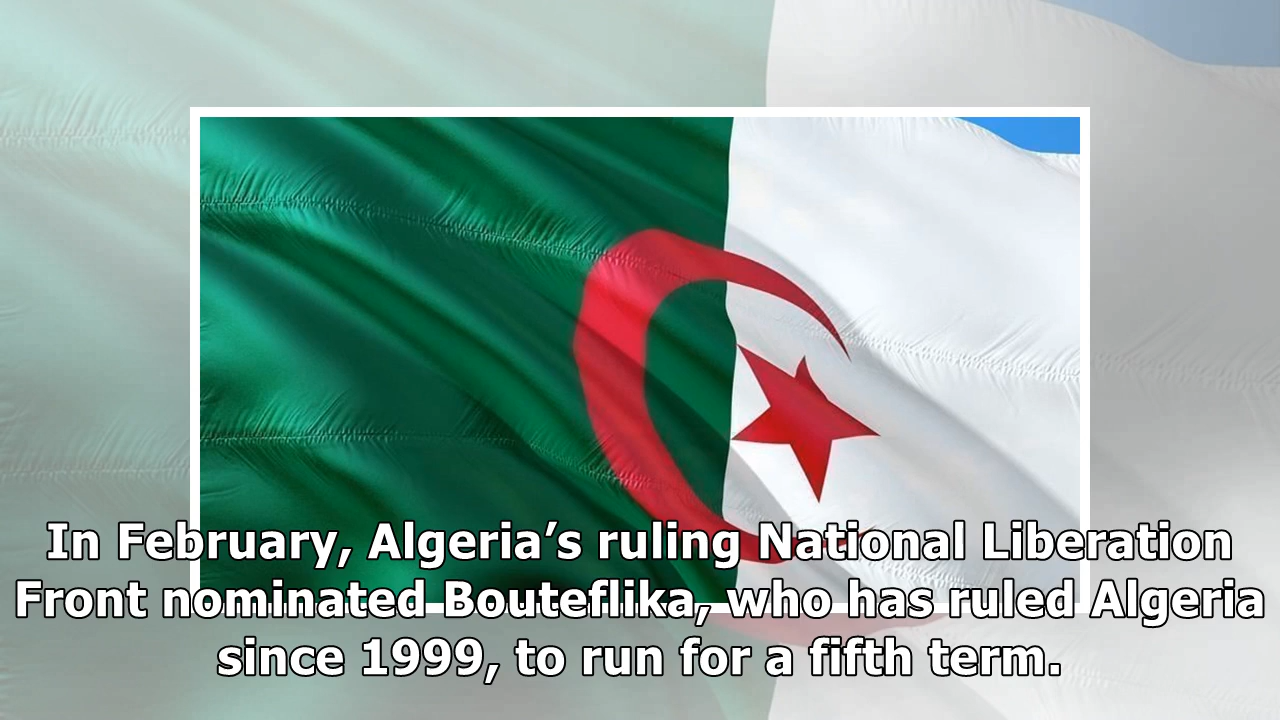 In February, Algeria’s ruling National Liberation
Front nominated Bouteflika, who has ruled Algeria
since 1999, to run for a fifth term.